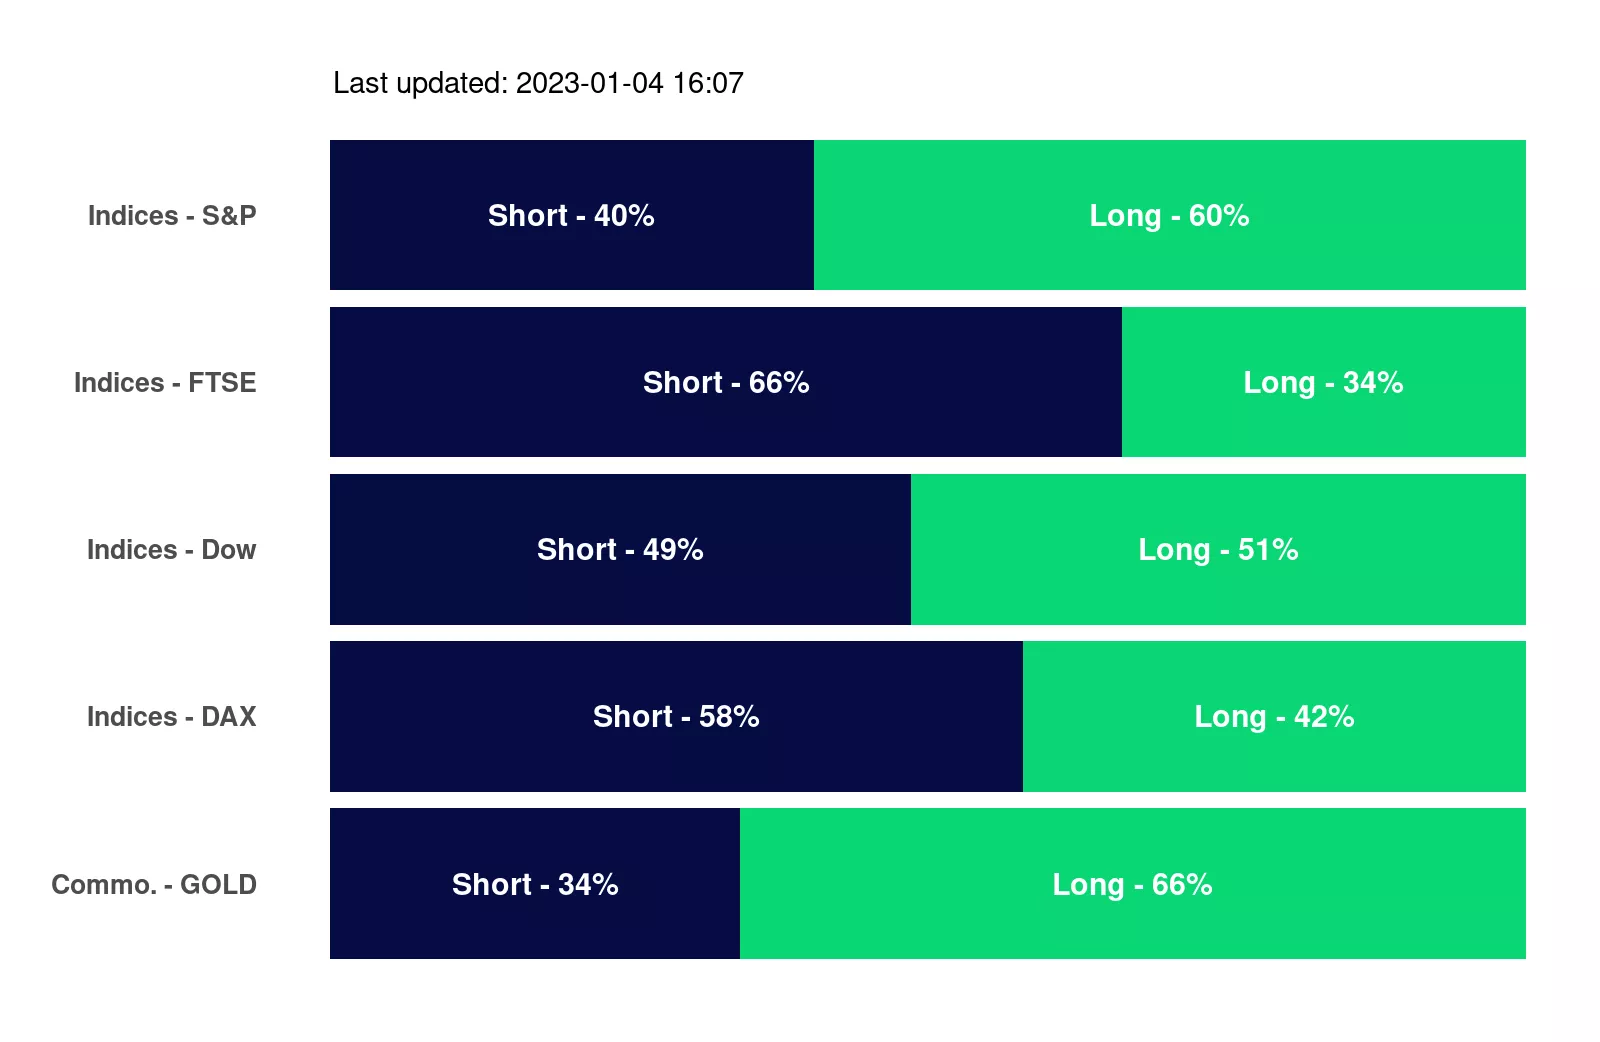 Last updated: 2023-01-04 16:07
Indices - S&P Short - 40% Long - 60%
Indices - FTSE Short - 66% Long - 34%
Indices - Dow Short - 49% Long - 51%
Indices - DAX Short - 58% Long - 42%
Commo. - GOLD Short - 34% Long - 66%